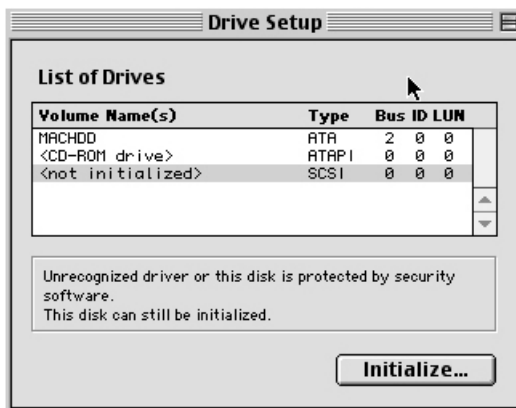 Drive Setup
List of Drives
Volume Name(s) Type Bus ID LUN
MACHDD ATA 2 0 0
<CD-ROM drive> ATAPI 0 0 0
<not initialized> SCSI 0 0 0
Unrecognized driver or this disk is protected by security
software.
This disk can still be initialized.
Initialize...